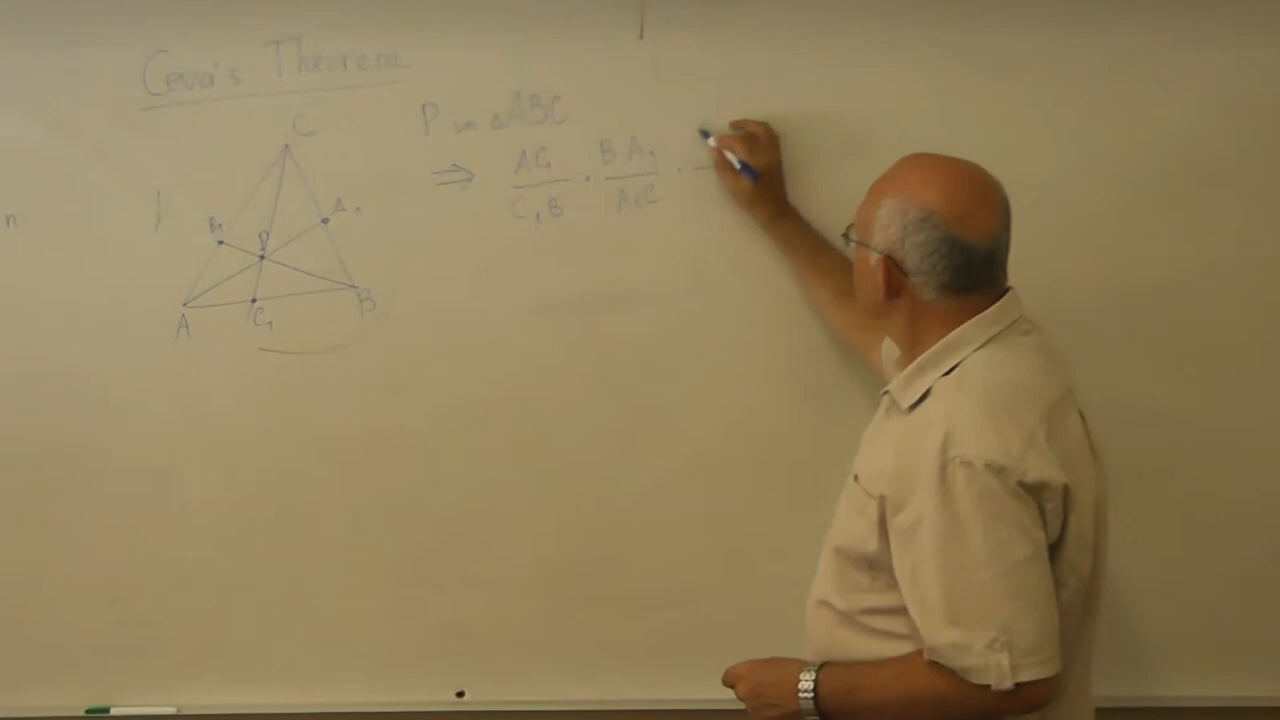 Ceva's Theorem
P in △ABC
⇒ AC₁/C₁B · BA₁/A₁C ·
C
B₁
A₁
P
A
C₁
B
n